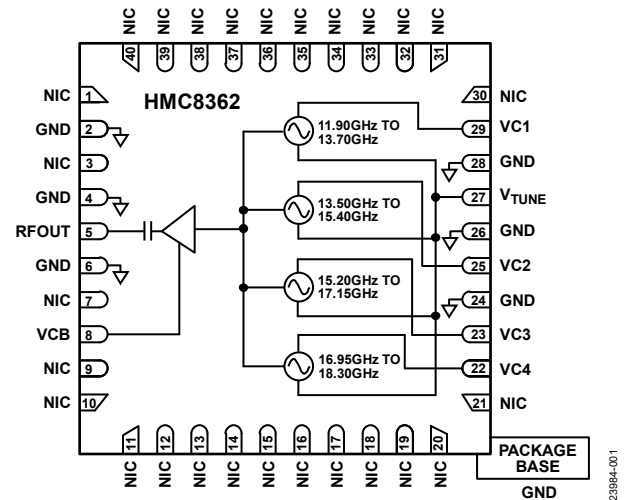 NIC NIC NIC NIC NIC NIC NIC NIC NIC NIC
40 39 38 37 36 35 34 33 32 31
HMC8362
NIC 1
GND 2
NIC 3
GND 4
RFOUT 5
GND 6
NIC 7
VCB 8
NIC 9
NIC 10
11.90GHz TO
13.70GHz
13.50GHz TO
15.40GHz
15.20GHz TO
17.15GHz
16.95GHz TO
18.30GHz
30 NIC
29 VC1
28 GND
27 VTUNE
26 GND
25 VC2
24 GND
23 VC3
22 VC4
21 NIC
11 12 13 14 15 16 17 18 19 20
NIC NIC NIC NIC NIC NIC NIC NIC NIC NIC
PACKAGE
BASE
GND
23984-001